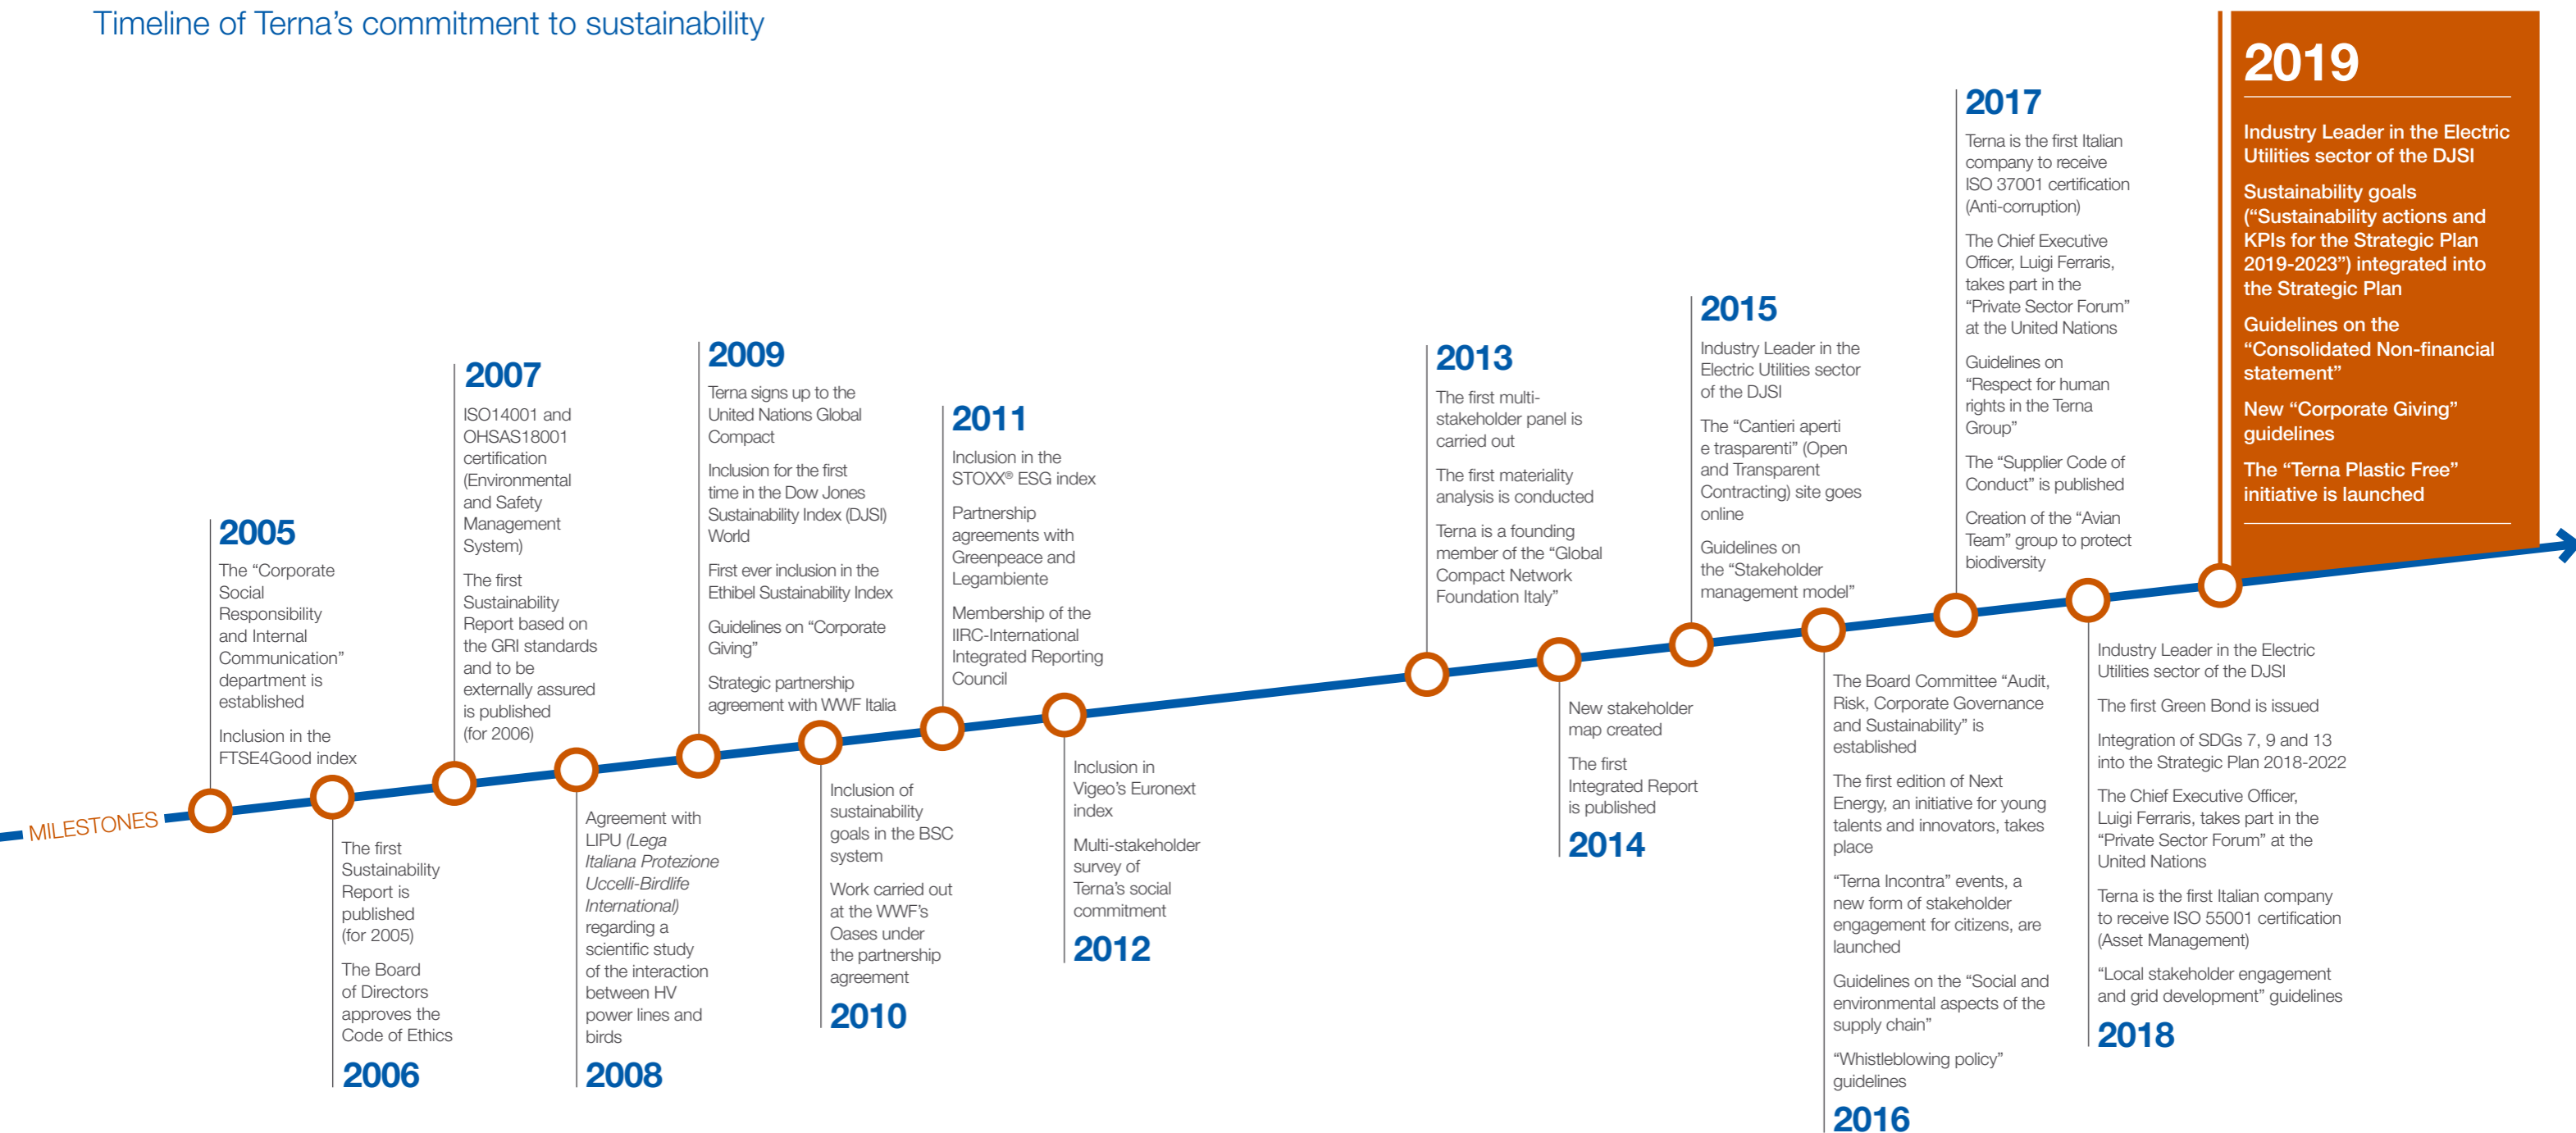 Timeline of Terna’s commitment to sustainability
MILESTONES
2005
The “Corporate
Social
Responsibility
and Internal
Communication”
department is
established
Inclusion in the
FTSE4Good index
The first
Sustainability
Report is
published
(for 2005)
The Board
of Directors
approves the
Code of Ethics
2006
2007
ISO14001 and
OHSAS18001
certification
(Environmental
and Safety
Management
System)
The first
Sustainability
Report based on
the GRI standards
and to be
externally assured
is published
(for 2006)
Agreement with
LIPU (Lega
Italiana Protezione
Uccelli-Birdlife
International)
regarding a
scientific study
of the interaction
between HV
power lines and
birds
2008
2009
Terna signs up to the
United Nations Global
Compact
Inclusion for the first
time in the Dow Jones
Sustainability Index (DJSI)
World
First ever inclusion in the
Ethibel Sustainability Index
Guidelines on “Corporate
Giving”
Strategic partnership
agreement with WWF Italia
Inclusion of
sustainability
goals in the BSC
system
Work carried out
at the WWF’s
Oases under
the partnership
agreement
2010
2011
Inclusion in the
STOXX® ESG index
Partnership
agreements with
Greenpeace and
Legambiente
Membership of the
IIRC-International
Integrated Reporting
Council
Inclusion in
Vigeo’s Euronext
index
Multi-stakeholder
survey of
Terna’s social
commitment
2012
2013
The first multi-
stakeholder panel is
carried out
The first materiality
analysis is conducted
Terna is a founding
member of the “Global
Compact Network
Foundation Italy”
New stakeholder
map created
The first
Integrated Report
is published
2014
2015
Industry Leader in the
Electric Utilities sector
of the DJSI
The “Cantieri aperti
e trasparenti” (Open
and Transparent
Contracting) site goes
online
Guidelines on
the “Stakeholder
management model”
The Board Committee “Audit,
Risk, Corporate Governance
and Sustainability” is
established
The first edition of Next
Energy, an initiative for young
talents and innovators, takes
place
“Terna Incontra” events, a
new form of stakeholder
engagement for citizens, are
launched
Guidelines on the “Social and
environmental aspects of the
supply chain”
“Whistleblowing policy”
guidelines
2016
2017
Terna is the first Italian
company to receive
ISO 37001 certification
(Anti-corruption)
The Chief Executive
Officer, Luigi Ferraris,
takes part in the
“Private Sector Forum”
at the United Nations
Guidelines on
“Respect for human
rights in the Terna
Group”
The “Supplier Code of
Conduct” is published
Creation of the “Avian
Team” group to protect
biodiversity
Industry Leader in the Electric
Utilities sector of the DJSI
The first Green Bond is issued
Integration of SDGs 7, 9 and 13
into the Strategic Plan 2018-2022
The Chief Executive Officer,
Luigi Ferraris, takes part in the
“Private Sector Forum” at the
United Nations
Terna is the first Italian company
to receive ISO 55001 certification
(Asset Management)
“Local stakeholder engagement
and grid development” guidelines
2018
2019
Industry Leader in the Electric
Utilities sector of the DJSI
Sustainability goals
(“Sustainability actions and
KPIs for the Strategic Plan
2019-2023”) integrated into
the Strategic Plan
Guidelines on the
“Consolidated Non-financial
statement”
New “Corporate Giving”
guidelines
The “Terna Plastic Free”
initiative is launched